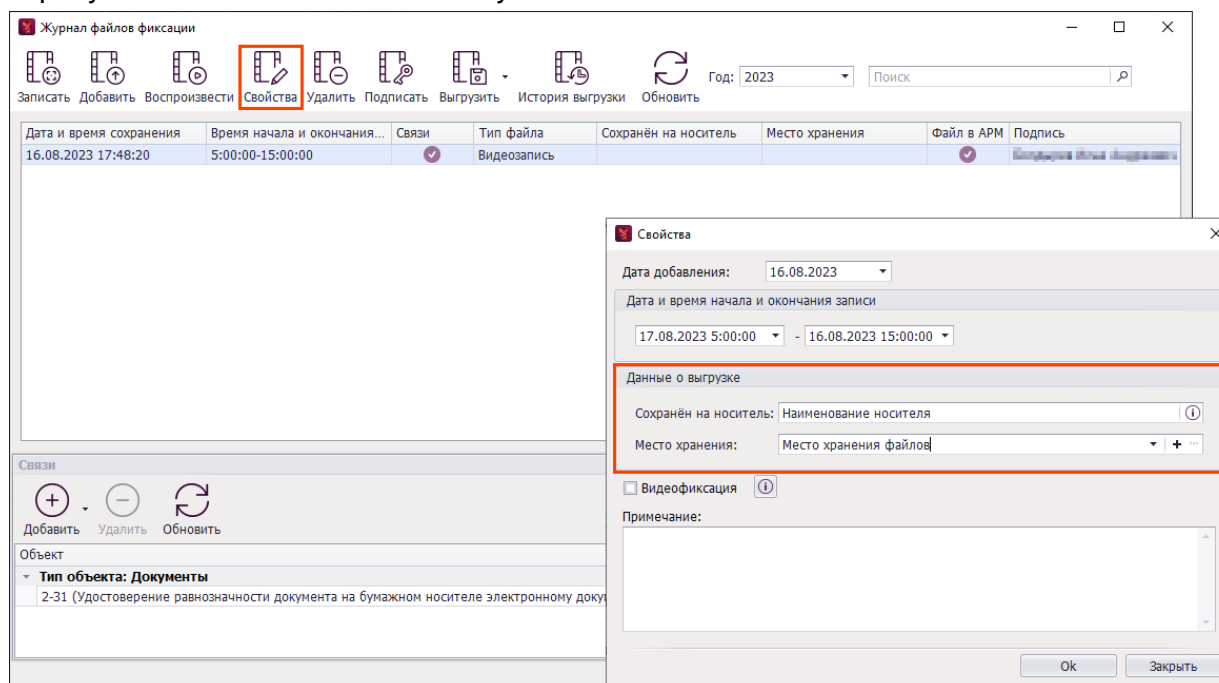 Журнал файлов фиксации
Записать Добавить Воспроизвести Свойства Удалить Подписать Выгрузить История выгрузки Обновить
Год: 2023 Поиск
Дата и время сохранения Время начала и окончания... Связи Тип файла Сохранён на носитель Место хранения Файл в АРМ Подпись
16.08.2023 17:48:20 5:00:00-15:00:00 Видеозапись
Свойства
Дата добавления: 16.08.2023
Дата и время начала и окончания записи
17.08.2023 5:00:00 - 16.08.2023 15:00:00
Данные о выгрузке
Сохранён на носитель: Наименование носителя
Место хранения: Место хранения файлов
Видеофиксация
Примечание:
Ok Закрыть
Связи
Добавить Удалить Обновить
Объект
Тип объекта: Документы
2-31 (Удостоверение равнозначности документа на бумажном носителе электронному доку